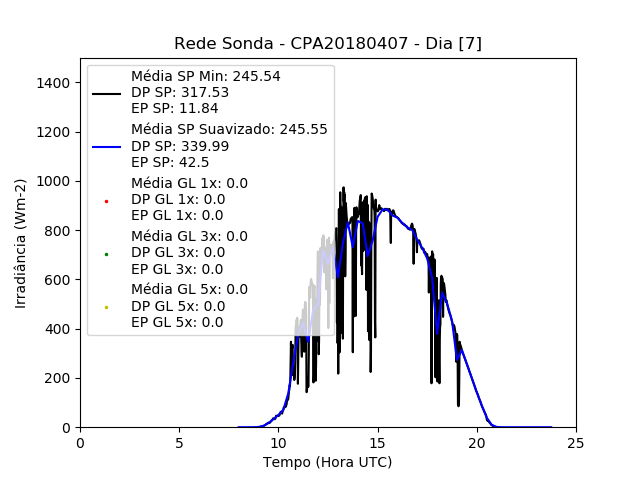 Rede Sonda - CPA20180407 - Dia [7]
Irradiância (Wm-2)
1400
1200
1000
800
600
400
200
0
Média SP Min: 245.54
DP SP: 317.53
EP SP: 11.84
Média SP Suavizado: 245.55
DP SP: 339.99
EP SP: 42.5
Média GL 1x: 0.0
DP GL 1x: 0.0
EP GL 1x: 0.0
Média GL 3x: 0.0
DP GL 3x: 0.0
EP GL 3x: 0.0
Média GL 5x: 0.0
DP GL 5x: 0.0
EP GL 5x: 0.0
0 5 10 15 20 25
Tempo (Hora UTC)